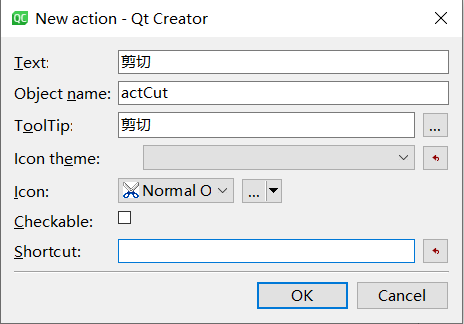 QC New action - Qt Creator
Text: 剪切
Object name: actCut
ToolTip: 剪切 ...
Icon theme:
Icon: Normal O ...
Checkable:
Shortcut:
OK Cancel